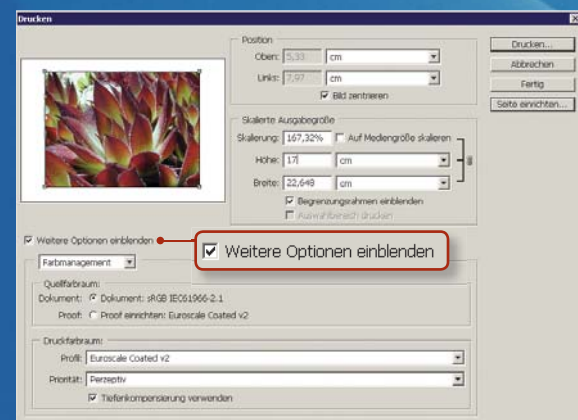 Drucken
Position
Oben: 5,33 cm
Links: 7,97 cm
Bild zentrieren
Drucken...
Abbrechen
Fertig
Seite einrichten...
Skalierte Ausgabegröße
Skalierung: 167,32% Auf Mediengröße skalieren
Höhe: 17 cm
Breite: 22,649 cm
Begrenzungsrahmen einblenden
Auswahlbereich drucken
Weitere Optionen einblenden
Weitere Optionen einblenden
Farbmanagement
Quellfarbraum:
Dokument: Dokument: sRGB IEC61966-2.1
Proof: Proof einrichten: Euroscale Coated v2
Druckfarbraum:
Profil: Euroscale Coated v2
Priorität: Perzeptiv
Tiefenkompensierung verwenden